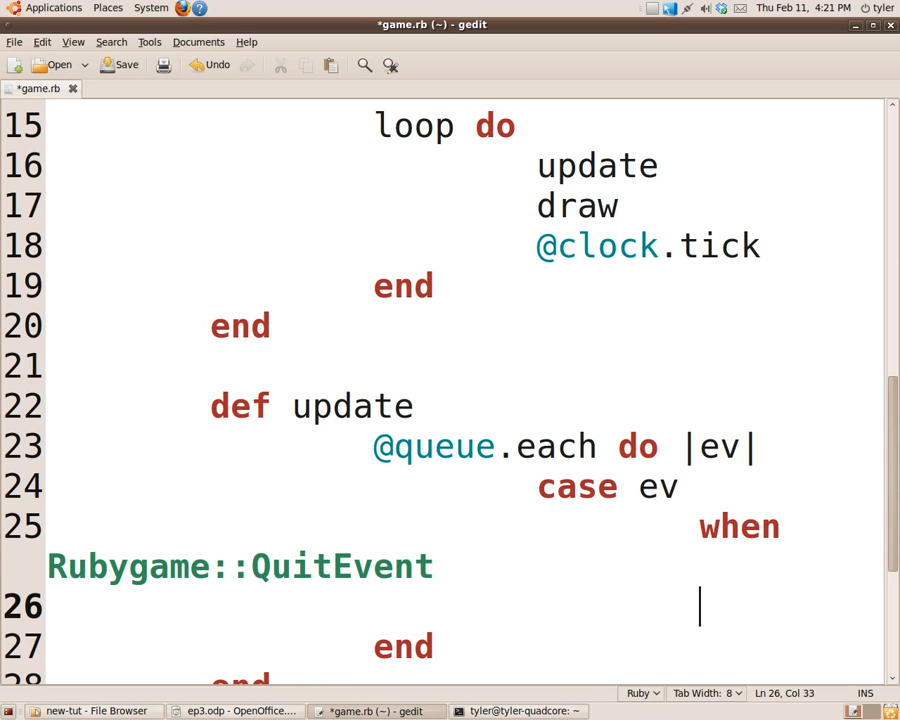 Applications Places System Thu Feb 11, 4:21 PM tyler
*game.rb (~) - gedit
File Edit View Search Tools Documents Help
Open Save Undo
*game.rb
15 loop do
16 update
17 draw
18 @clock.tick
19 end
20 end
21
22 def update
23 @queue.each do |ev|
24 case ev
25 when
Rubygame::QuitEvent
26
27 end
28 end
Ruby Tab Width: 8 Ln 26, Col 33 INS
new-tut - File Browser ep3.odp - OpenOffice.... *game.rb (~) - gedit tyler@tyler-quadcore: ~